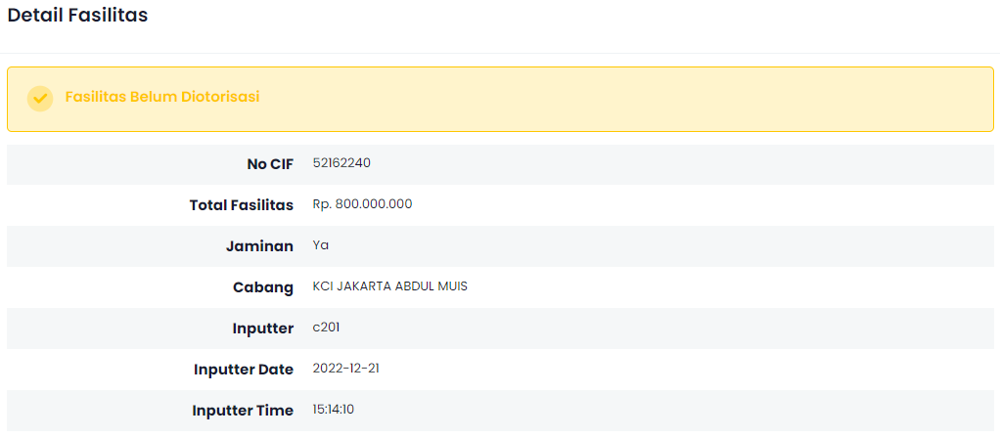 Detail Fasilitas
Fasilitas Belum Diotorisasi
No CIF 52162240
Total Fasilitas Rp. 800.000.000
Jaminan Ya
Cabang KCI JAKARTA ABDUL MUIS
Inputter c201
Inputter Date 2022-12-21
Inputter Time 15:14:10